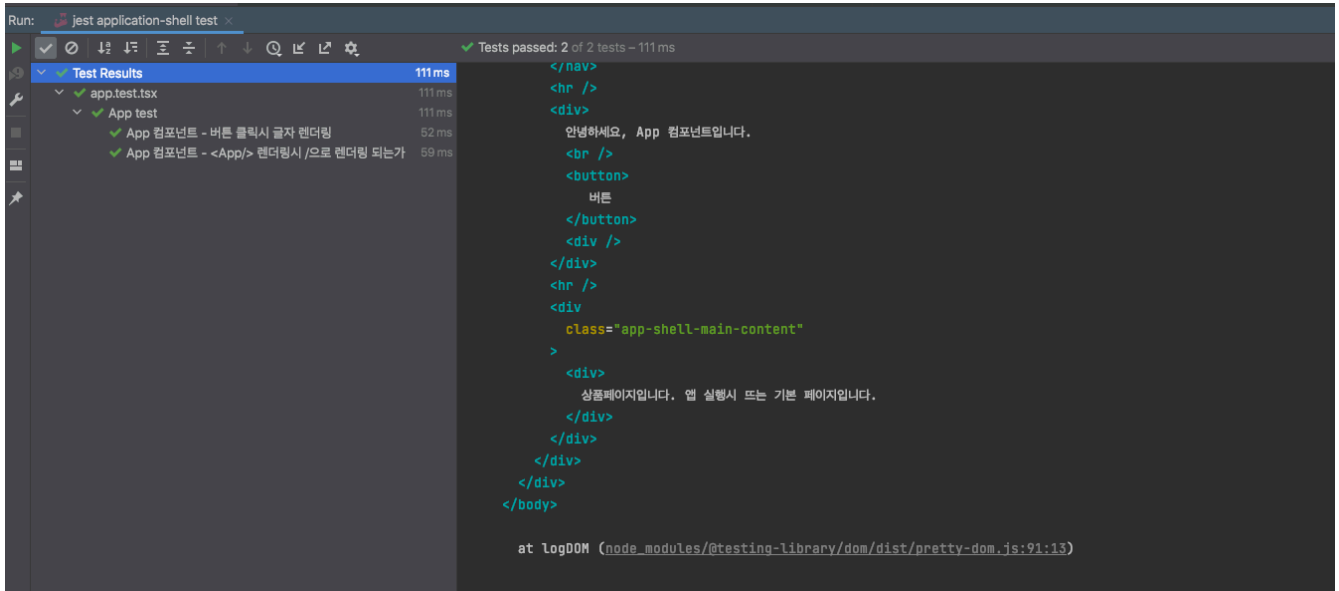 Run: jest application-shell test ×
✓ Tests passed: 2 of 2 tests – 111 ms
Test Results 111 ms
app.test.tsx 111 ms
App test 111 ms
App 컴포넌트 - 버튼 클릭시 글자 렌더링 52 ms
App 컴포넌트 - <App/> 렌더링시 /으로 렌더링 되는가 59 ms
</nav>
<hr />
<div>
안녕하세요, App 컴포넌트입니다.
<br />
<button>
버튼
</button>
<div />
</div>
<hr />
<div
class="app-shell-main-content"
>
<div>
상품페이지입니다. 앱 실행시 뜨는 기본 페이지입니다.
</div>
</div>
</div>
</div>
</body>
at logDOM (node_modules/@testing-library/dom/dist/pretty-dom.js:91:13)